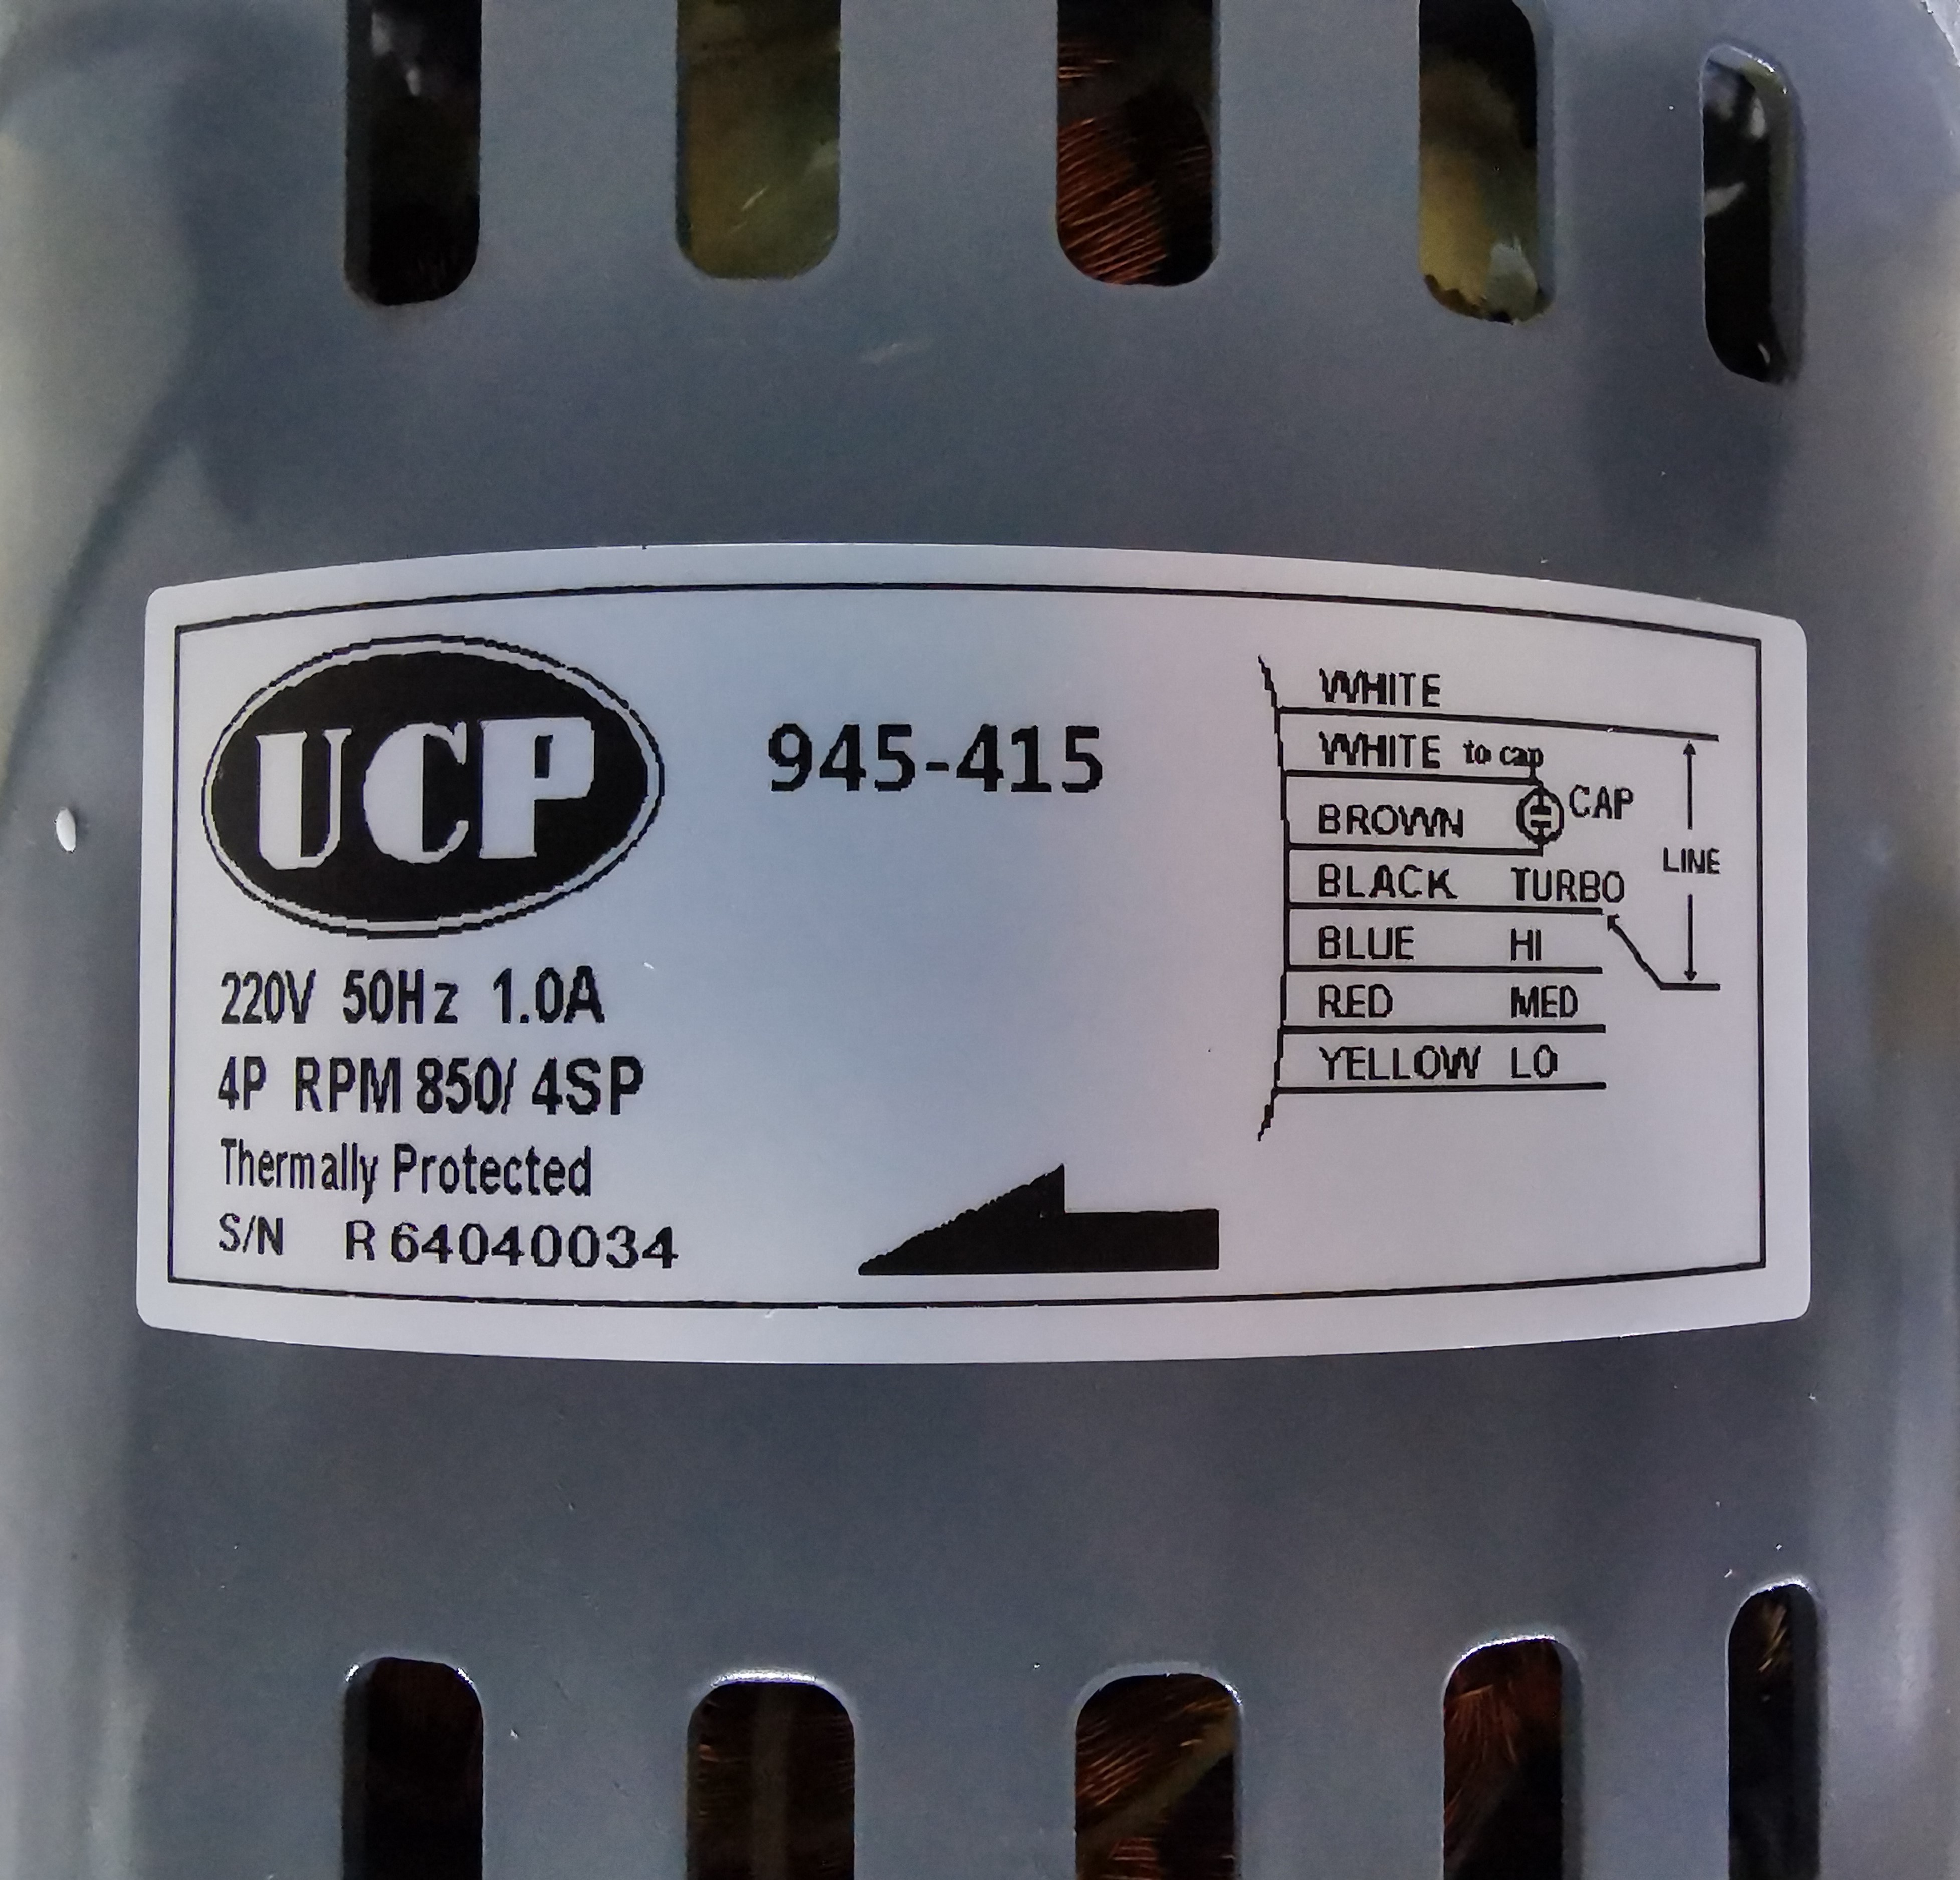 UCP
945-415
220V 50Hz 1.0A
4P RPM 850/ 4SP
Thermally Protected
S/N R64040034
WHITE
WHITE to cap
CAP
BROWN
BLACK TURBO
LINE
BLUE HI
RED MED
YELLOW LO